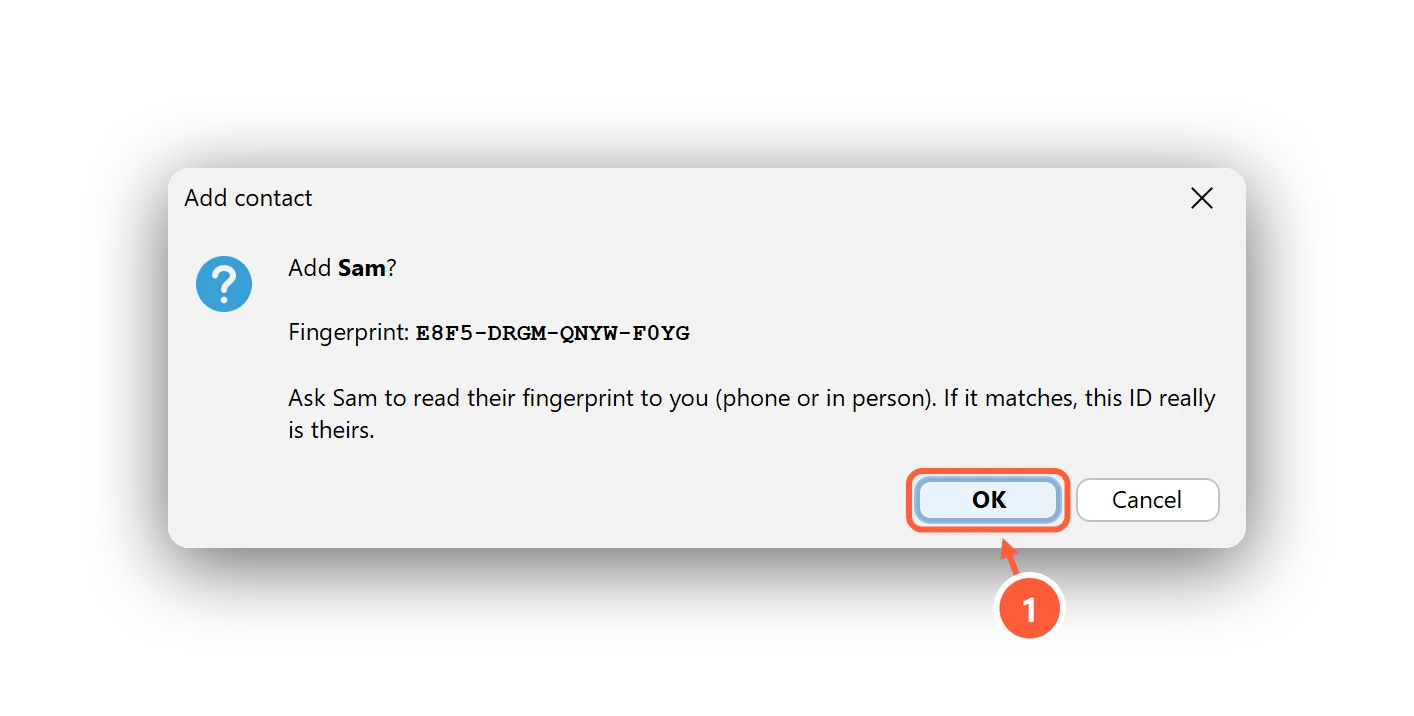 Add contact
Add Sam?
Fingerprint: E8F5-DRGM-QNYW-F0YG
Ask Sam to read their fingerprint to you (phone or in person). If it matches, this ID really
is theirs.
OK
Cancel
1